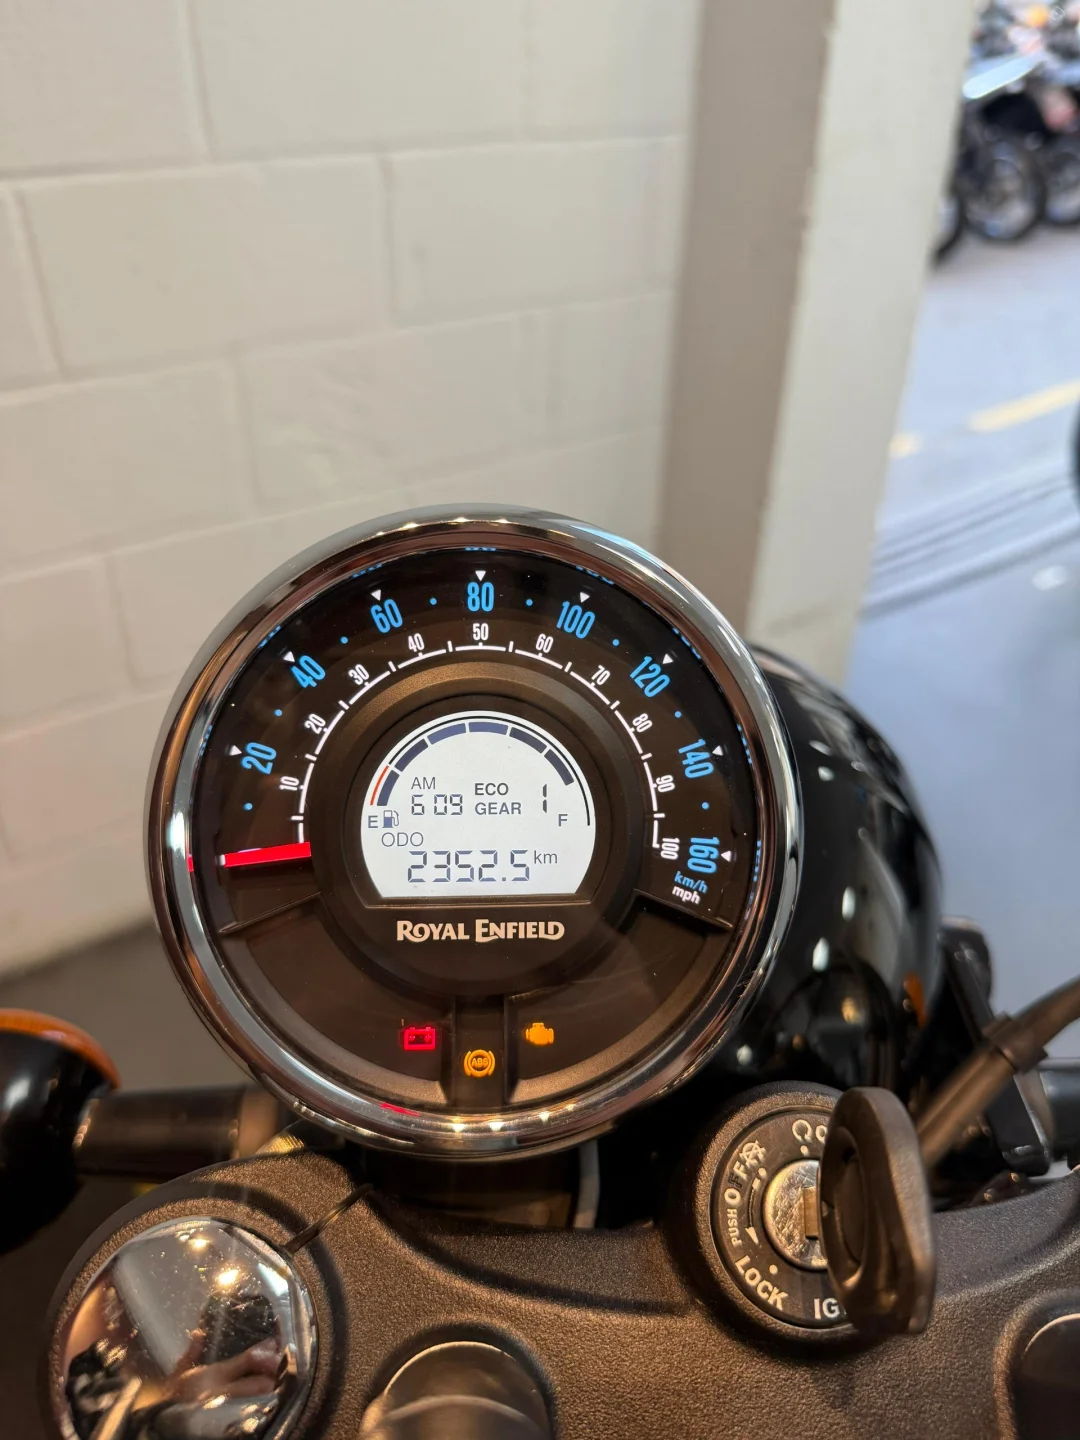 80
60 100
40 120
20 140
160
50
40 60
30 70
20 80
10 90
100
km/h
mph
AM ECO 1
6 09 GEAR
E F
ODO
2352.5 km
ROYAL ENFIELD
ABS
OFF
PUSH
LOCK